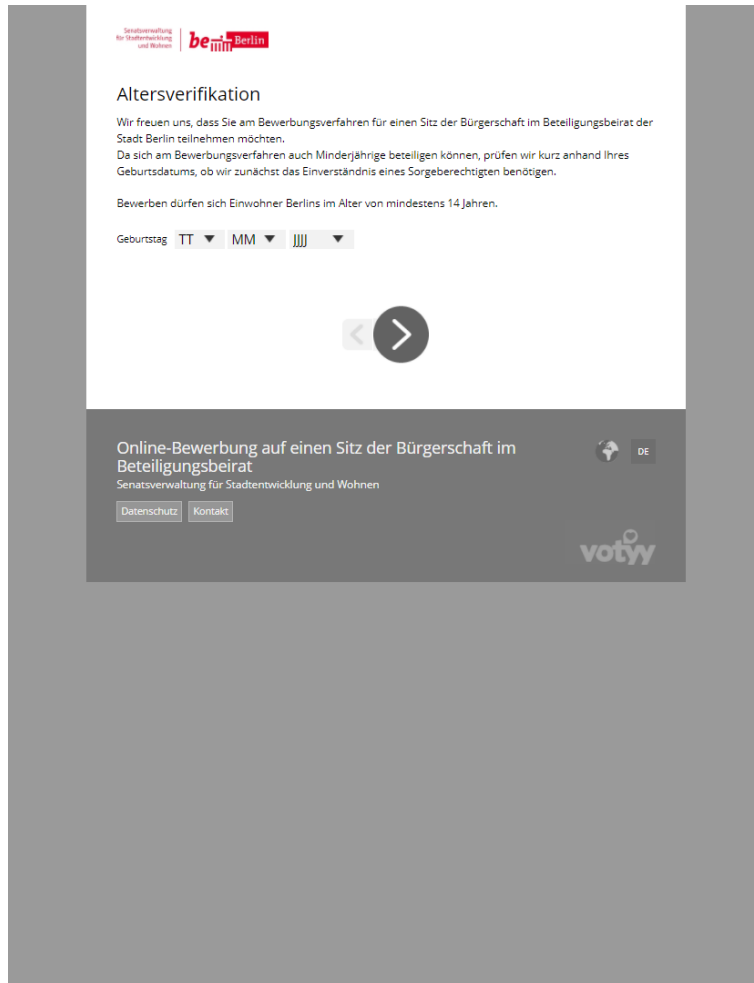 Senatsverwaltung
für Stadtentwicklung
und Wohnen
be Berlin
Altersverifikation
Wir freuen uns, dass Sie am Bewerbungsverfahren für einen Sitz der Bürgerschaft im Beteiligungsbeirat der
Stadt Berlin teilnehmen möchten.
Da sich am Bewerbungsverfahren auch Minderjährige beteiligen können, prüfen wir kurz anhand Ihres
Geburtsdatums, ob wir zunächst das Einverständnis eines Sorgeberechtigten benötigen.
Bewerben dürfen sich Einwohner Berlins im Alter von mindestens 14 Jahren.
Geburtstag TT MM JJJJ
Online-Bewerbung auf einen Sitz der Bürgerschaft im
Beteiligungsbeirat
DE
Senatsverwaltung für Stadtentwicklung und Wohnen
Datenschutz Kontakt
votyy